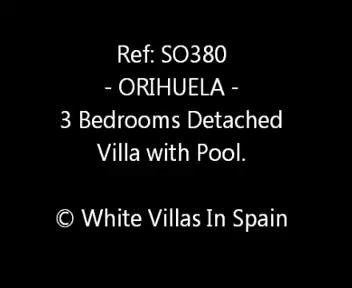 Ref: SO380
- ORIHUELA -
3 Bedrooms Detached
Villa with Pool.
© White Villas In Spain